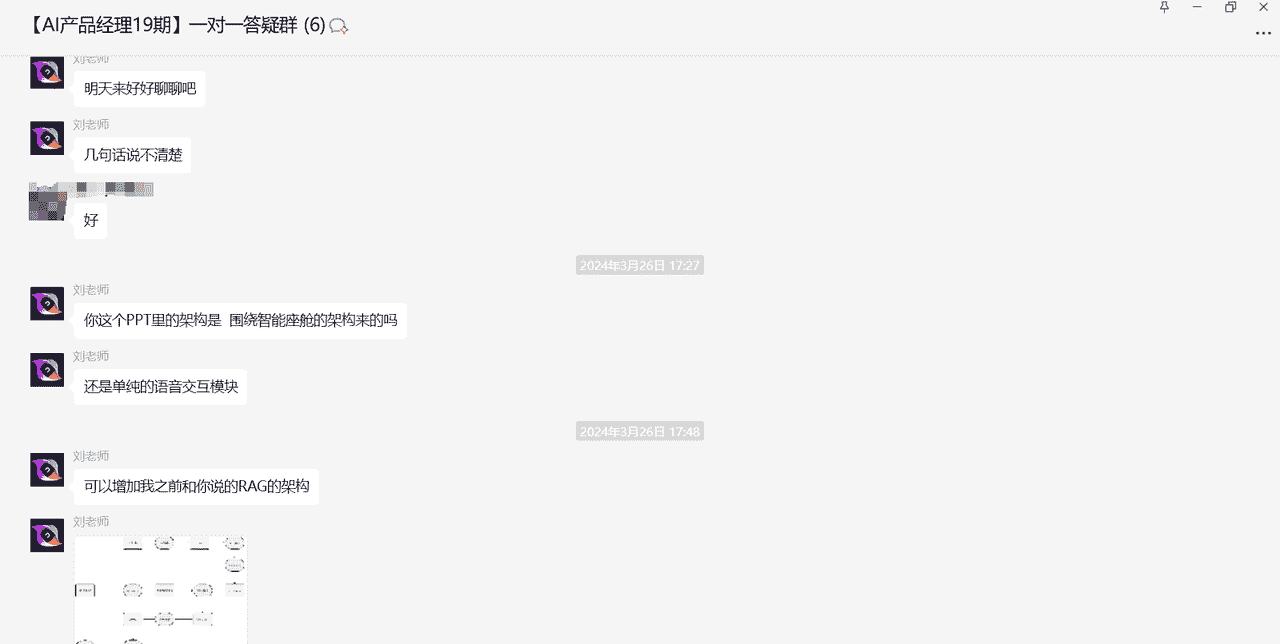 【AI产品经理19期】一对一答疑群 (6)
刘老师
明天来好好聊聊吧
刘老师
几句话说不清楚
好
2024年3月26日 17:27
刘老师
你这个PPT里的架构是 围绕智能座舱的架构来的吗
刘老师
还是单纯的语音交互模块
2024年3月26日 17:48
刘老师
可以增加我之前和你说的RAG的架构
刘老师